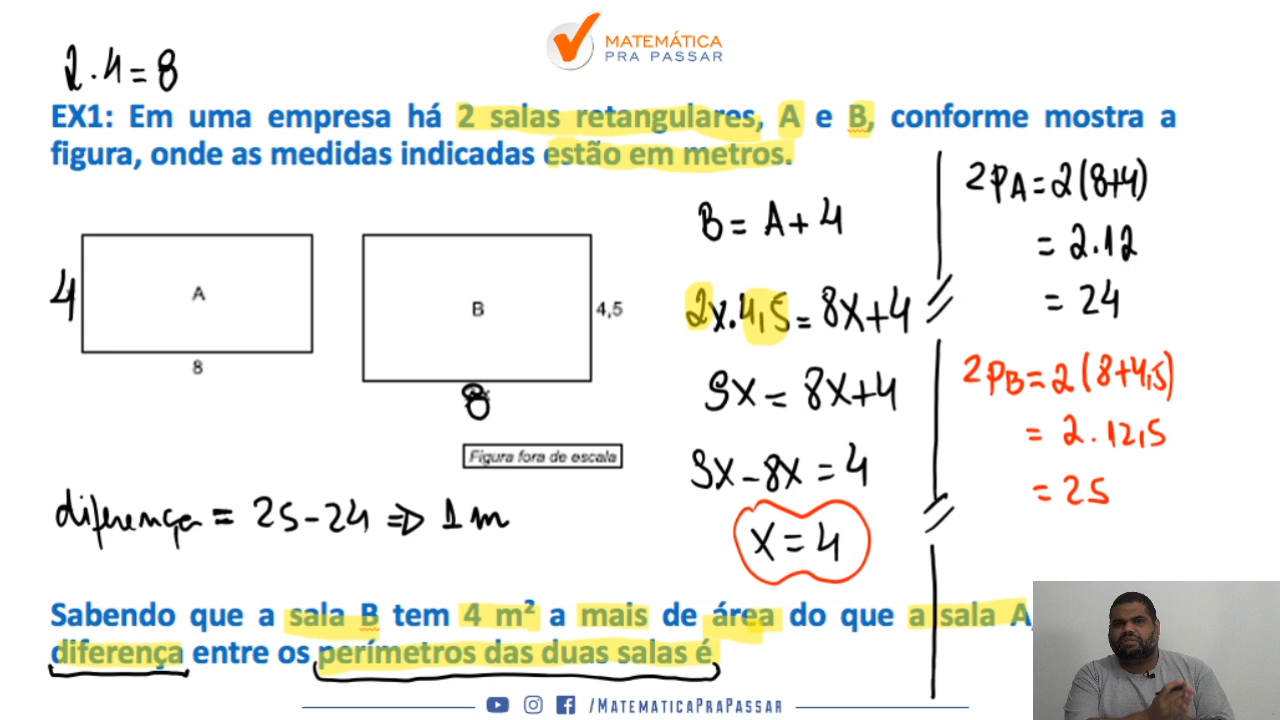 MATEMÁTICA
PRA PASSAR
2.4=8
EX1: Em uma empresa há 2 salas retangulares, A e B, conforme mostra a
figura, onde as medidas indicadas estão em metros.
4
A
8
B
4,5
8
Figura fora de escala
B = A + 4
2x.4,5 = 8x+4
9x = 8x+4
9x - 8x = 4
x = 4
2PA = 2(8+4)
= 2.12
= 24
2PB = 2(8+4,5)
= 2.12,5
= 25
diferença = 25-24 => 1m
Sabendo que a sala B tem 4 m² a mais de área do que a sala A,
diferença entre os perímetros das duas salas é
/MATEMATICAPRAPASSAR